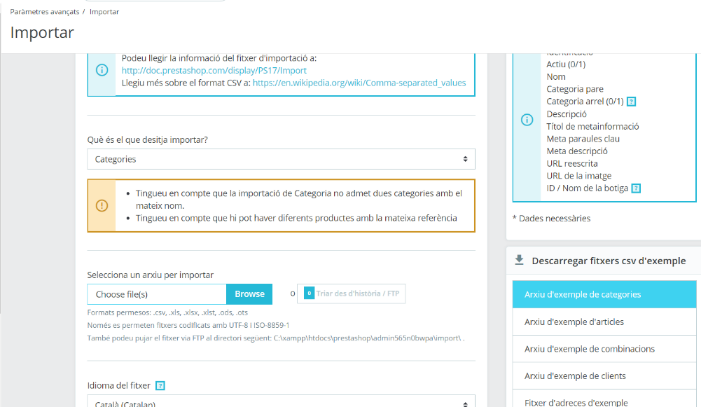 Paràmetres avançats / Importar
Importar
Podeu llegir la informació del fitxer d'importació a:
http://doc.prestashop.com/display/PS17/Import
Llegiu més sobre el format CSV a: https://en.wikipedia.org/wiki/Comma-separated_values
Què és el que desitja importar?
Categories
• Tingueu en compte que la importació de Categoria no admet dues categories amb el
mateix nom.
• Tingueu en compte que hi pot haver diferents productes amb la mateixa referència
Selecciona un arxiu per importar
Choose file(s) Browse o 0 Triar des d'història / FTP
Formats permesos: .csv, .xls, .xlsx, .xlst, .ods, .ots
Només es permeten fitxers codificats amb UTF-8 i ISO-8859-1
També podeu pujar el fitxer via FTP al directori següent: C:\xampp\htdocs\prestashop\admin565n0bwpa\import\..
Idioma del fitxer ?
Català (Catalan)
Identificació
Actiu (0/1)
Nom
Categoria pare
Categoria arrel (0/1) ?
Descripció
Títol de metainformació
Meta paraules clau
Meta descripció
URL reescrita
URL de la imatge
ID / Nom de la botiga ?
* Dades necessàries
Descarregar fitxers csv d'exemple
Arxiu d'exemple de categories
Arxiu d'exemple d'articles
Arxiu d'exemple de combinacions
Arxiu d'exemple de clients
Fitxer d'adreces d'exemple